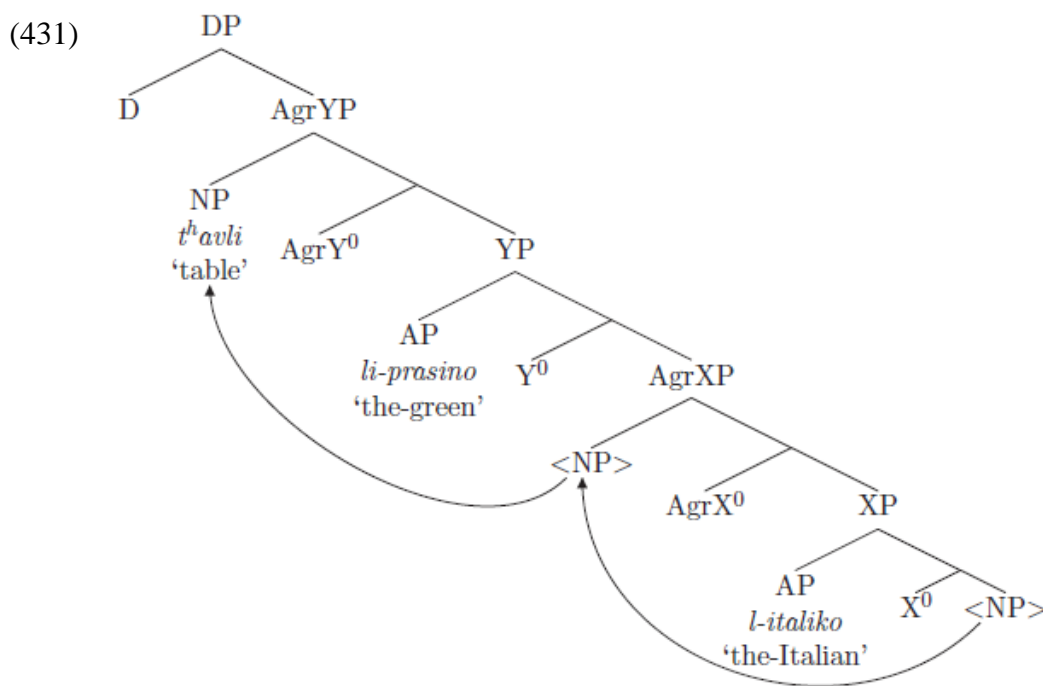 (431)
DP
D
AgrYP
NP
tʰavli
‘table’
AgrY⁰
YP
AP
li-prasino
‘the-green’
Y⁰
AgrXP
<NP>
AgrX⁰
XP
AP
l-italiko
‘the-Italian’
X⁰
<NP>